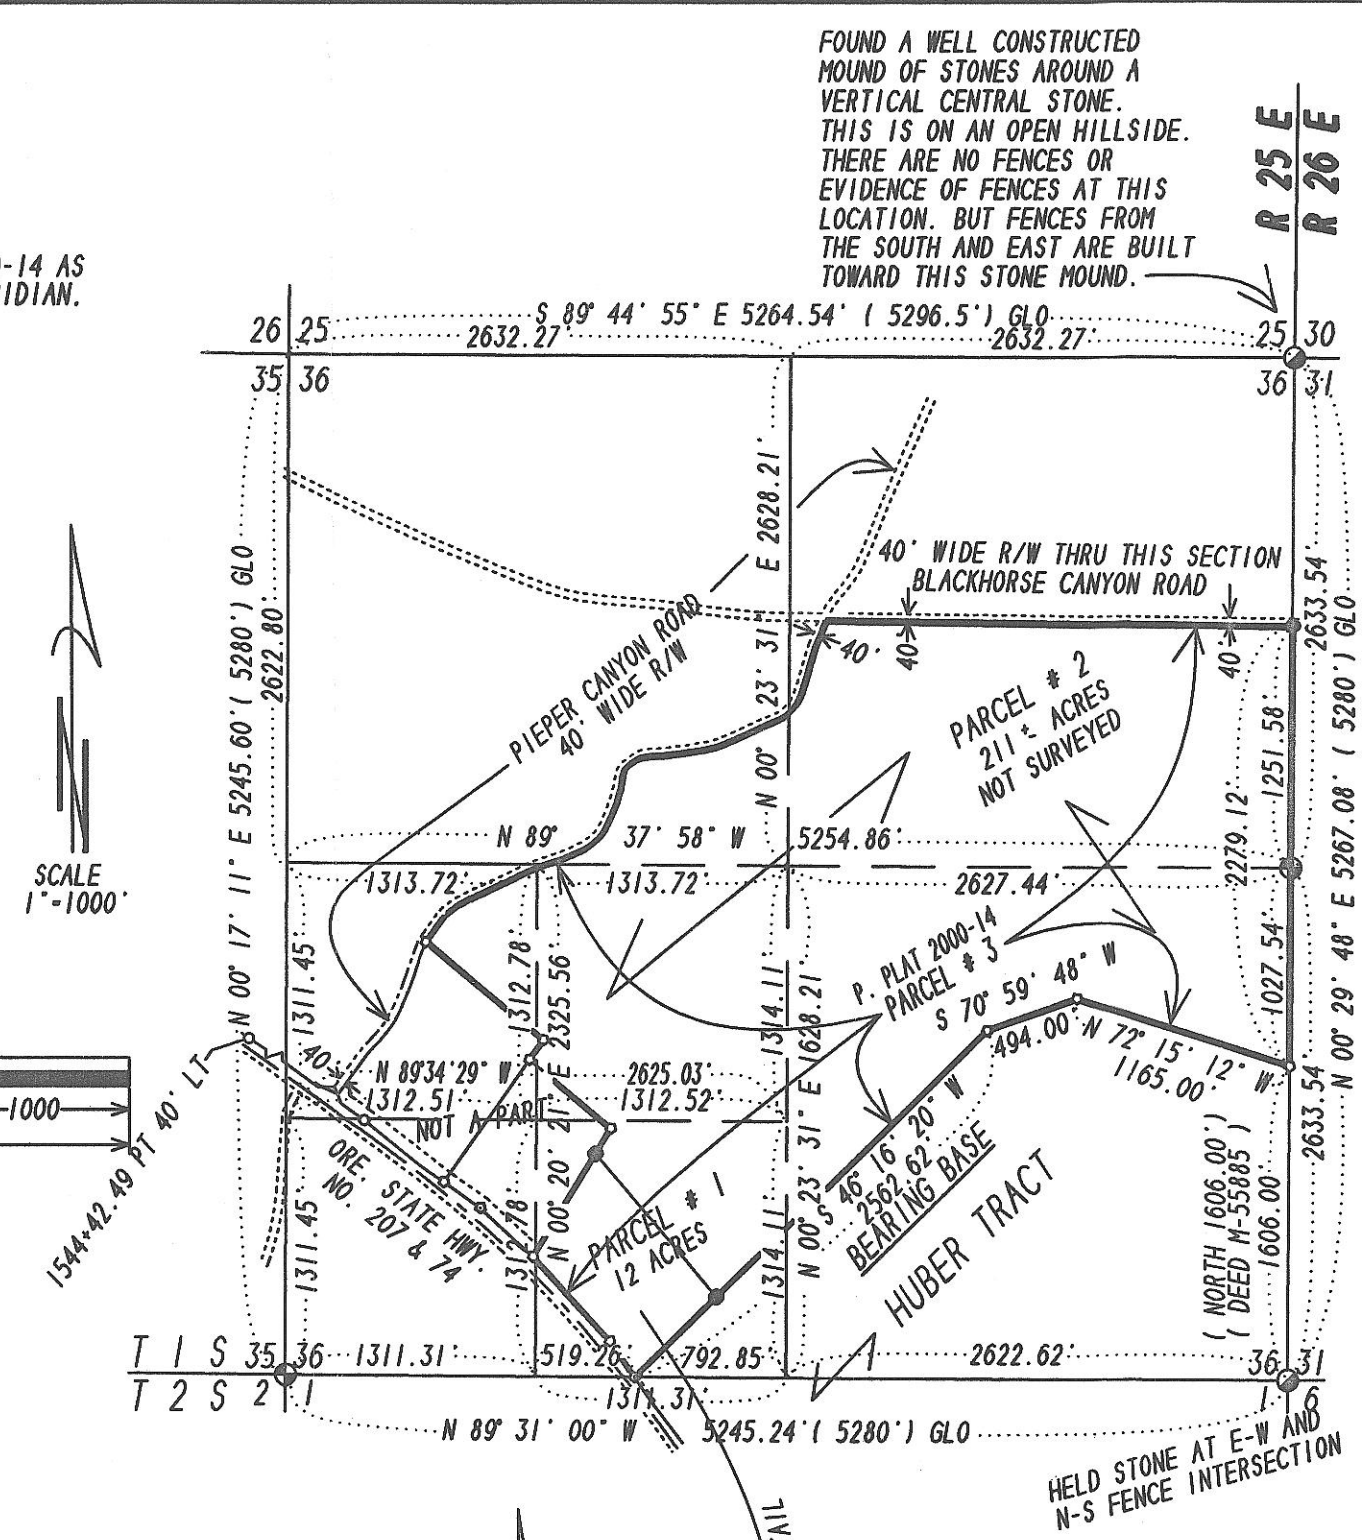 FOUND A WELL CONSTRUCTED
MOUND OF STONES AROUND A
VERTICAL CENTRAL STONE.
THIS IS ON AN OPEN HILLSIDE.
THERE ARE NO FENCES OR
EVIDENCE OF FENCES AT THIS
LOCATION. BUT FENCES FROM
THE SOUTH AND EAST ARE BUILT
TOWARD THIS STONE MOUND.
R 25 E
R 26 E
-14 AS
IDIAN.
S 89° 44' 55" E 5264.54' ( 5296.5') GLO
26 25
2632.27'
2632.27'
25 30
35 36
36 31
N 00° 17' 11" E 5245.60' ( 5280') GLO
2622.80'
N 00° 23' 31" E 2628.21'
40' WIDE R/W THRU THIS SECTION
BLACKHORSE CANYON ROAD
40'
40'
40'
2633.54'
N 00° 29' 48" E 5267.08' ( 5280') GLO
PIEPER CANYON ROAD
40' WIDE R/W
PARCEL # 2
211 ± ACRES
NOT SURVEYED
1251.58'
2279.12'
SCALE
1"-1000'
N 89° 37' 58" W 5254.86'
1313.72'
1313.72'
2627.44'
1311.45'
1312.78'
2325.56'
1314.11'
1628.21'
P. PLAT 2000-14
PARCEL # 3
S 70° 59' 48" W
494.00'
N 72° 15' 12" W
1165.00'
1027.54'
-1000
1544+42.49 PT 40' LT
40'
N 89°34'29" W 2625.03'
1312.51'
1312.52'
NOT A PART
ORE. STATE HWY.
NO. 207 & 74
N 00° 20' 21" E
N 00° 23' 31" E
S 46° 16' 20" W
2562.62'
BEARING BASE
HUBER TRACT
( NORTH 1606.00' )
( DEED M-55885 )
1606.00'
2633.54
1311.45
PARCEL # 1
12 ACRES
1314.11'
T 1 S 35 36
1311.31'
519.26'
792.85'
1
2622.62'
36 31
T 2 S 2 1
1311.31'
1 6
N 89° 31' 00" W 5245.24' ( 5280') GLO
HELD STONE AT E-W AND
N-S FENCE INTERSECTION
AIL